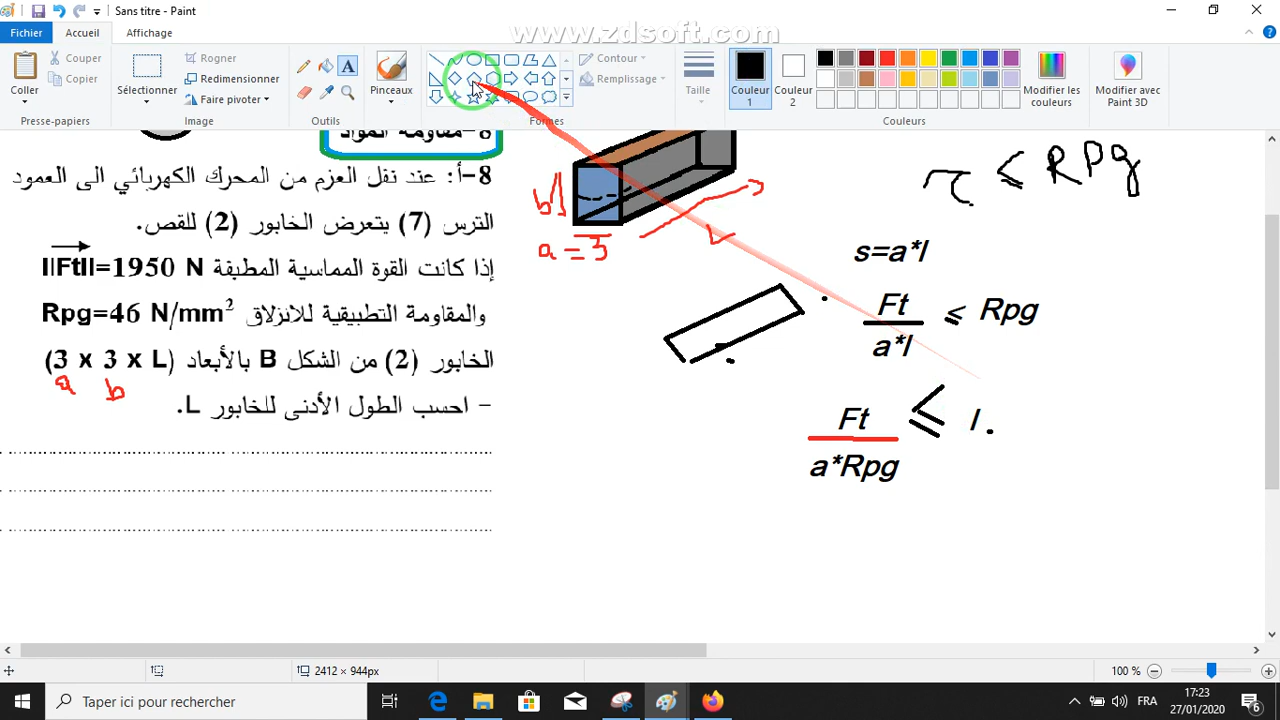 Sans titre - Paint
www.zdsoft.com
Fichier
Accueil
Affichage
Coller
Couper
Copier
Presse-papiers
Sélectionner
Rogner
Redimensionner
Faire pivoter
Image
Outils
Pinceaux
Formes
Contour
Remplissage
Taille
Couleur 1
Couleur 2
Modifier les couleurs
Couleurs
Modifier avec Paint 3D
8-مقاومة المواد
8-أ: عند نقل العزم من المحرك الكهربائي الى العمود
الترس (7) يتعرض الخابور (2) للقص.
إذا كانت القوة المماسية المطبقة ||Ft||=1950 N
والمقاومة التطبيقية للانزلاق Rpg=46 N/mm²
الخابور (2) من الشكل B بالأبعاد (3 x 3 x L)
a b
- احسب الطول الأدنى للخابور L.
b
a = 3
L
τ ≤ Rpg
s=a*l
Ft
a*l
≤ Rpg
Ft
a*Rpg
≤ l.
2412 × 944px
100 %
Taper ici pour rechercher
FRA
17:23
27/01/2020
6